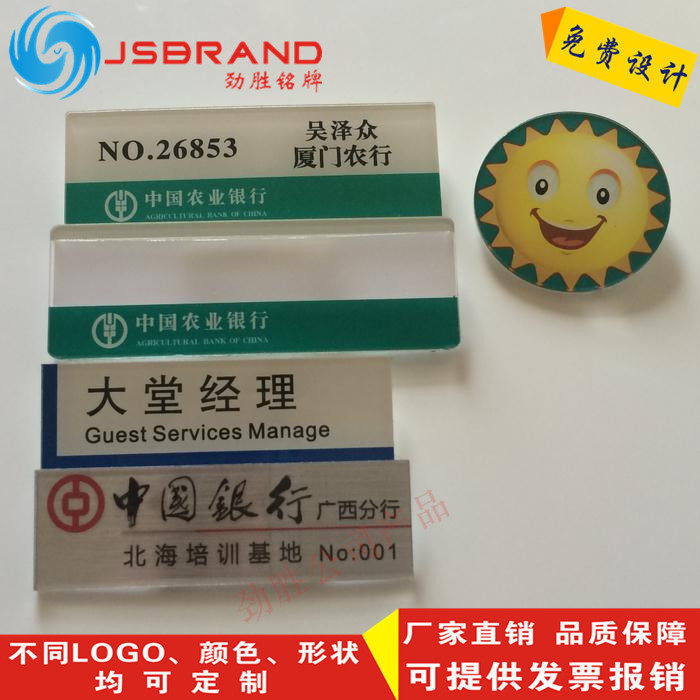 JSBRAND
劲胜铭牌
免费设计
NO.26853
吴泽众
厦门农行
中国农业银行
AGRICULTURAL BANK OF CHINA
中国农业银行
AGRICULTURAL BANK OF CHINA
大堂经理
Guest Services Manage
中國銀行 广西分行
北海培训基地 No:001
不同LOGO、颜色、形状
均可定制
厂家直销 品质保障
可提供发票报销